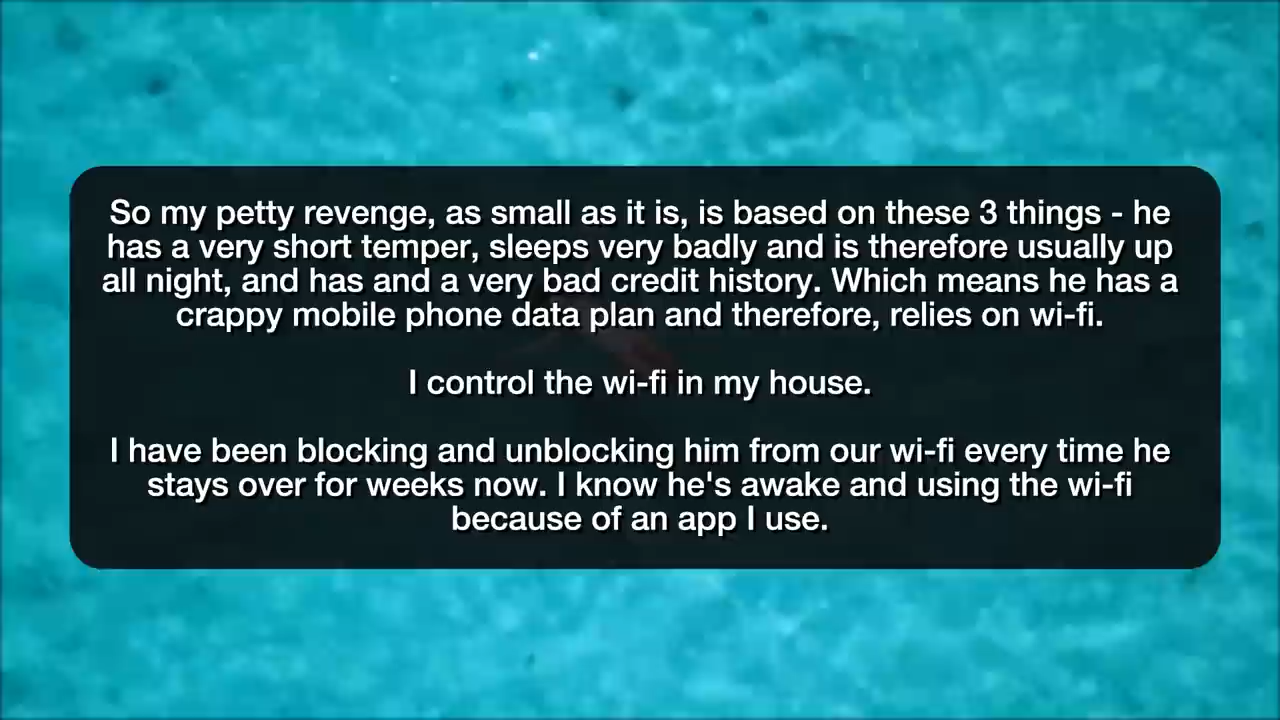 So my petty revenge, as small as it is, is based on these 3 things - he
has a very short temper, sleeps very badly and is therefore usually up
all night, and has and a very bad credit history. Which means he has a
crappy mobile phone data plan and therefore, relies on wi-fi.
I control the wi-fi in my house.
I have been blocking and unblocking him from our wi-fi every time he
stays over for weeks now. I know he's awake and using the wi-fi
because of an app I use.